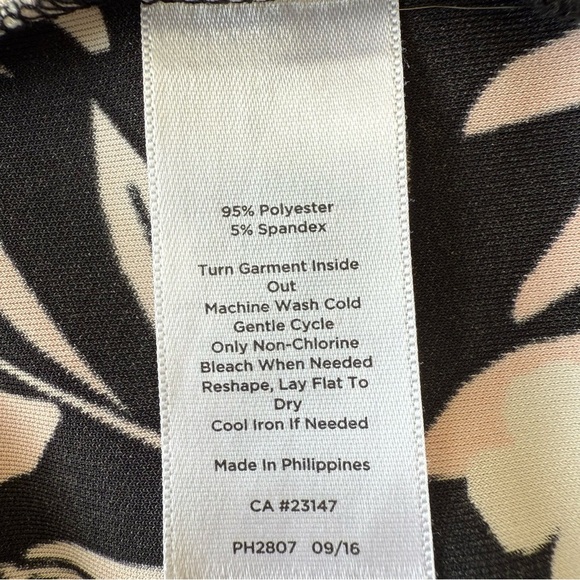 95% Polyester
5% Spandex
Turn Garment Inside
Out
Machine Wash Cold
Gentle Cycle
Only Non-Chlorine
Bleach When Needed
Reshape, Lay Flat To
Dry
Cool Iron If Needed
Made In Philippines
CA #23147
PH2807 09/16